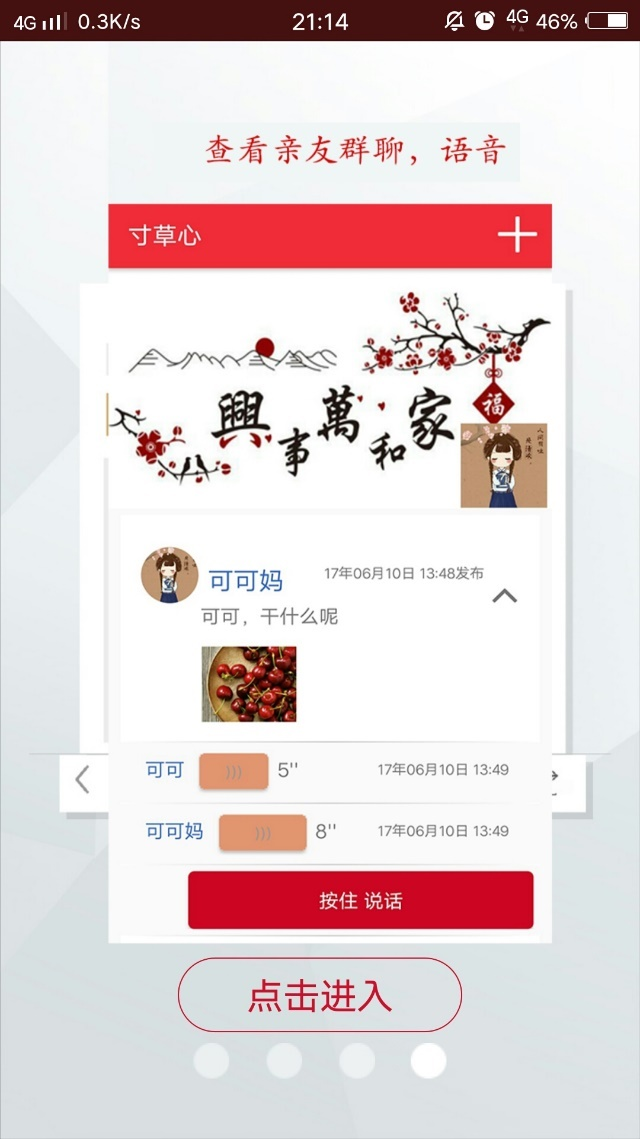 4G 0.3K/s 21:14 4G 46%
查看亲友群聊，语音
寸草心
家和萬事興
福
可可妈 17年06月10日 13:48发布
可可，干什么呢
可可 5'' 17年06月10日 13:49
可可妈 8'' 17年06月10日 13:49
按住 说话
点击进入